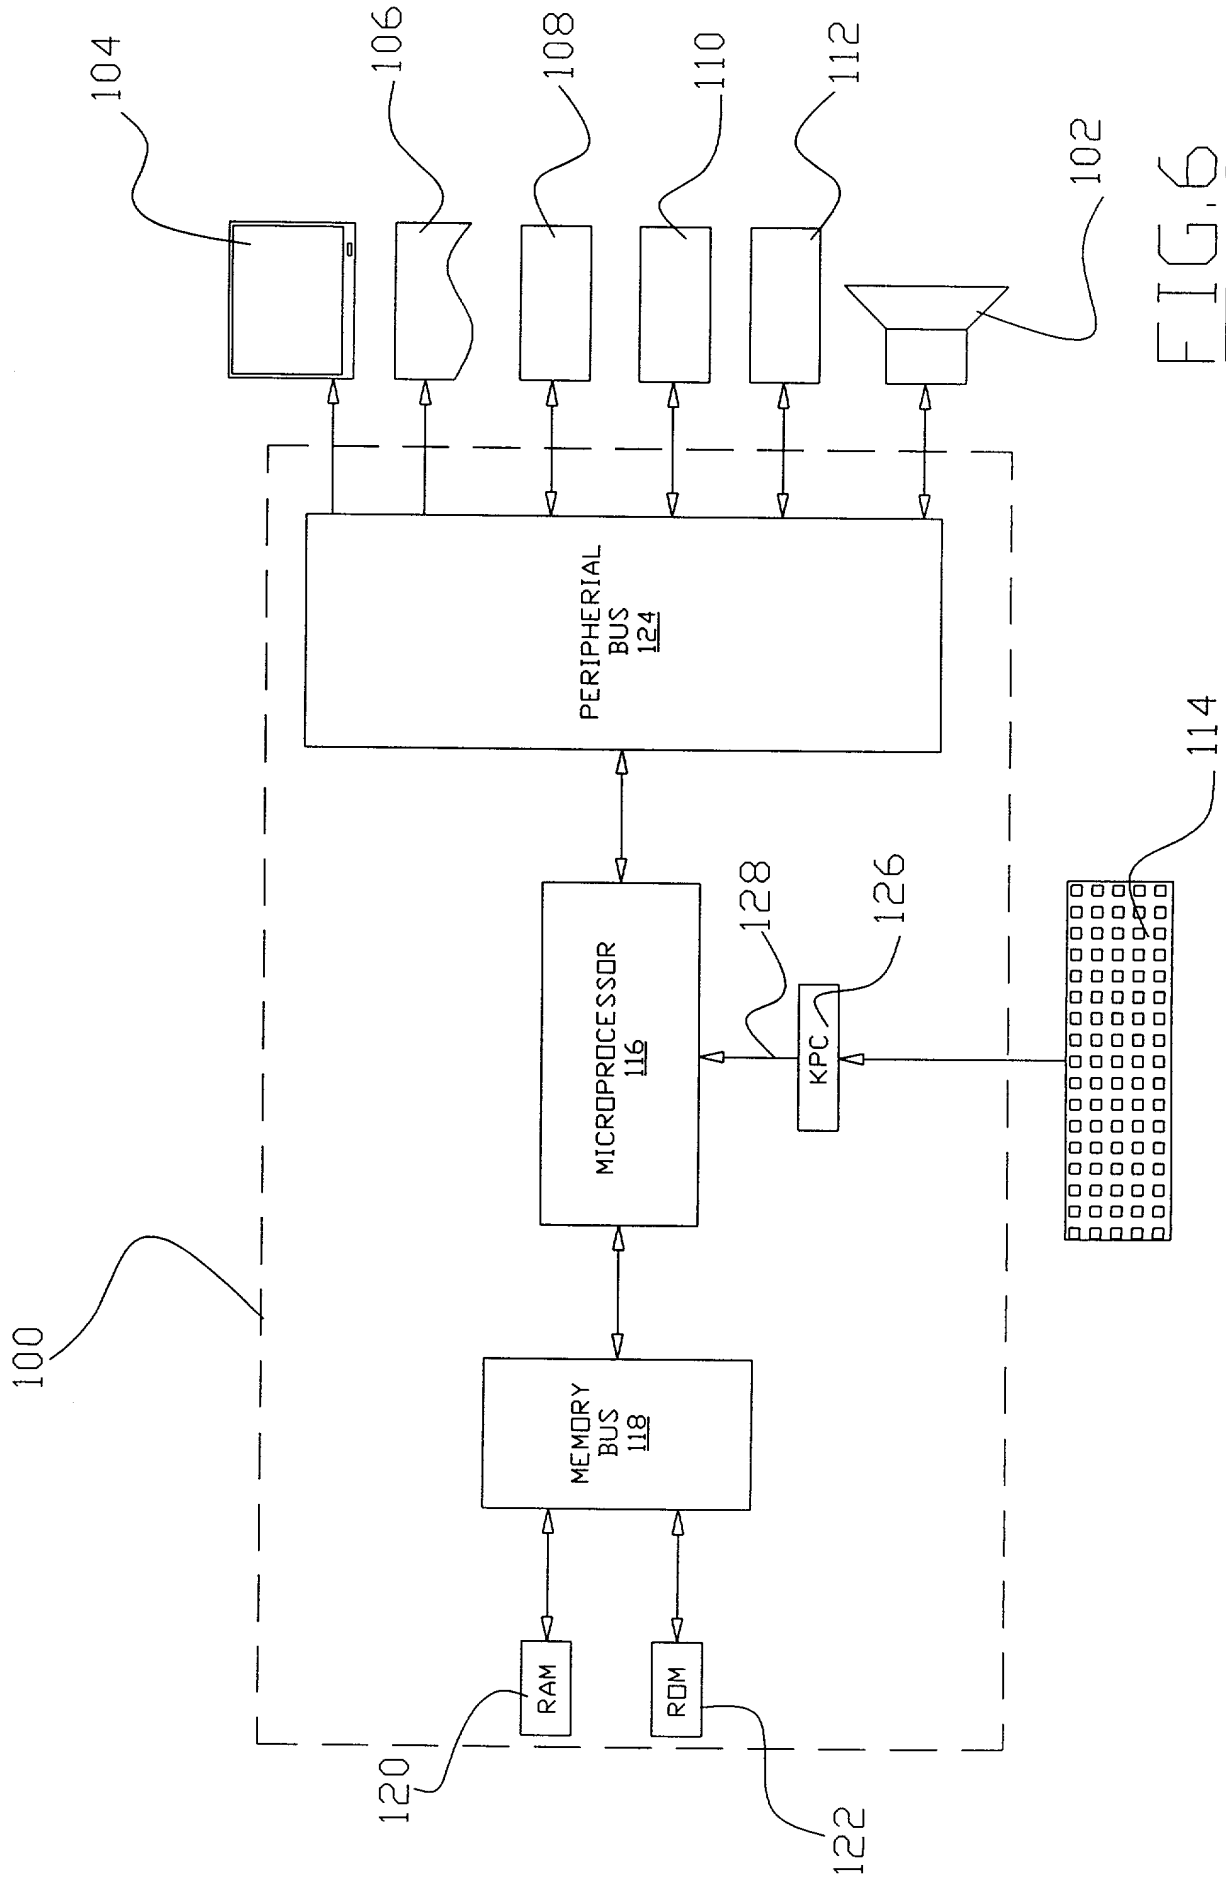 100
104
106
108
110
112
102
120
RAM
122
ROM
MEMORY
BUS
118
MICROPROCESSOR
116
128
KPC
126
PERIPHERIAL
BUS
124
114
FIG.6